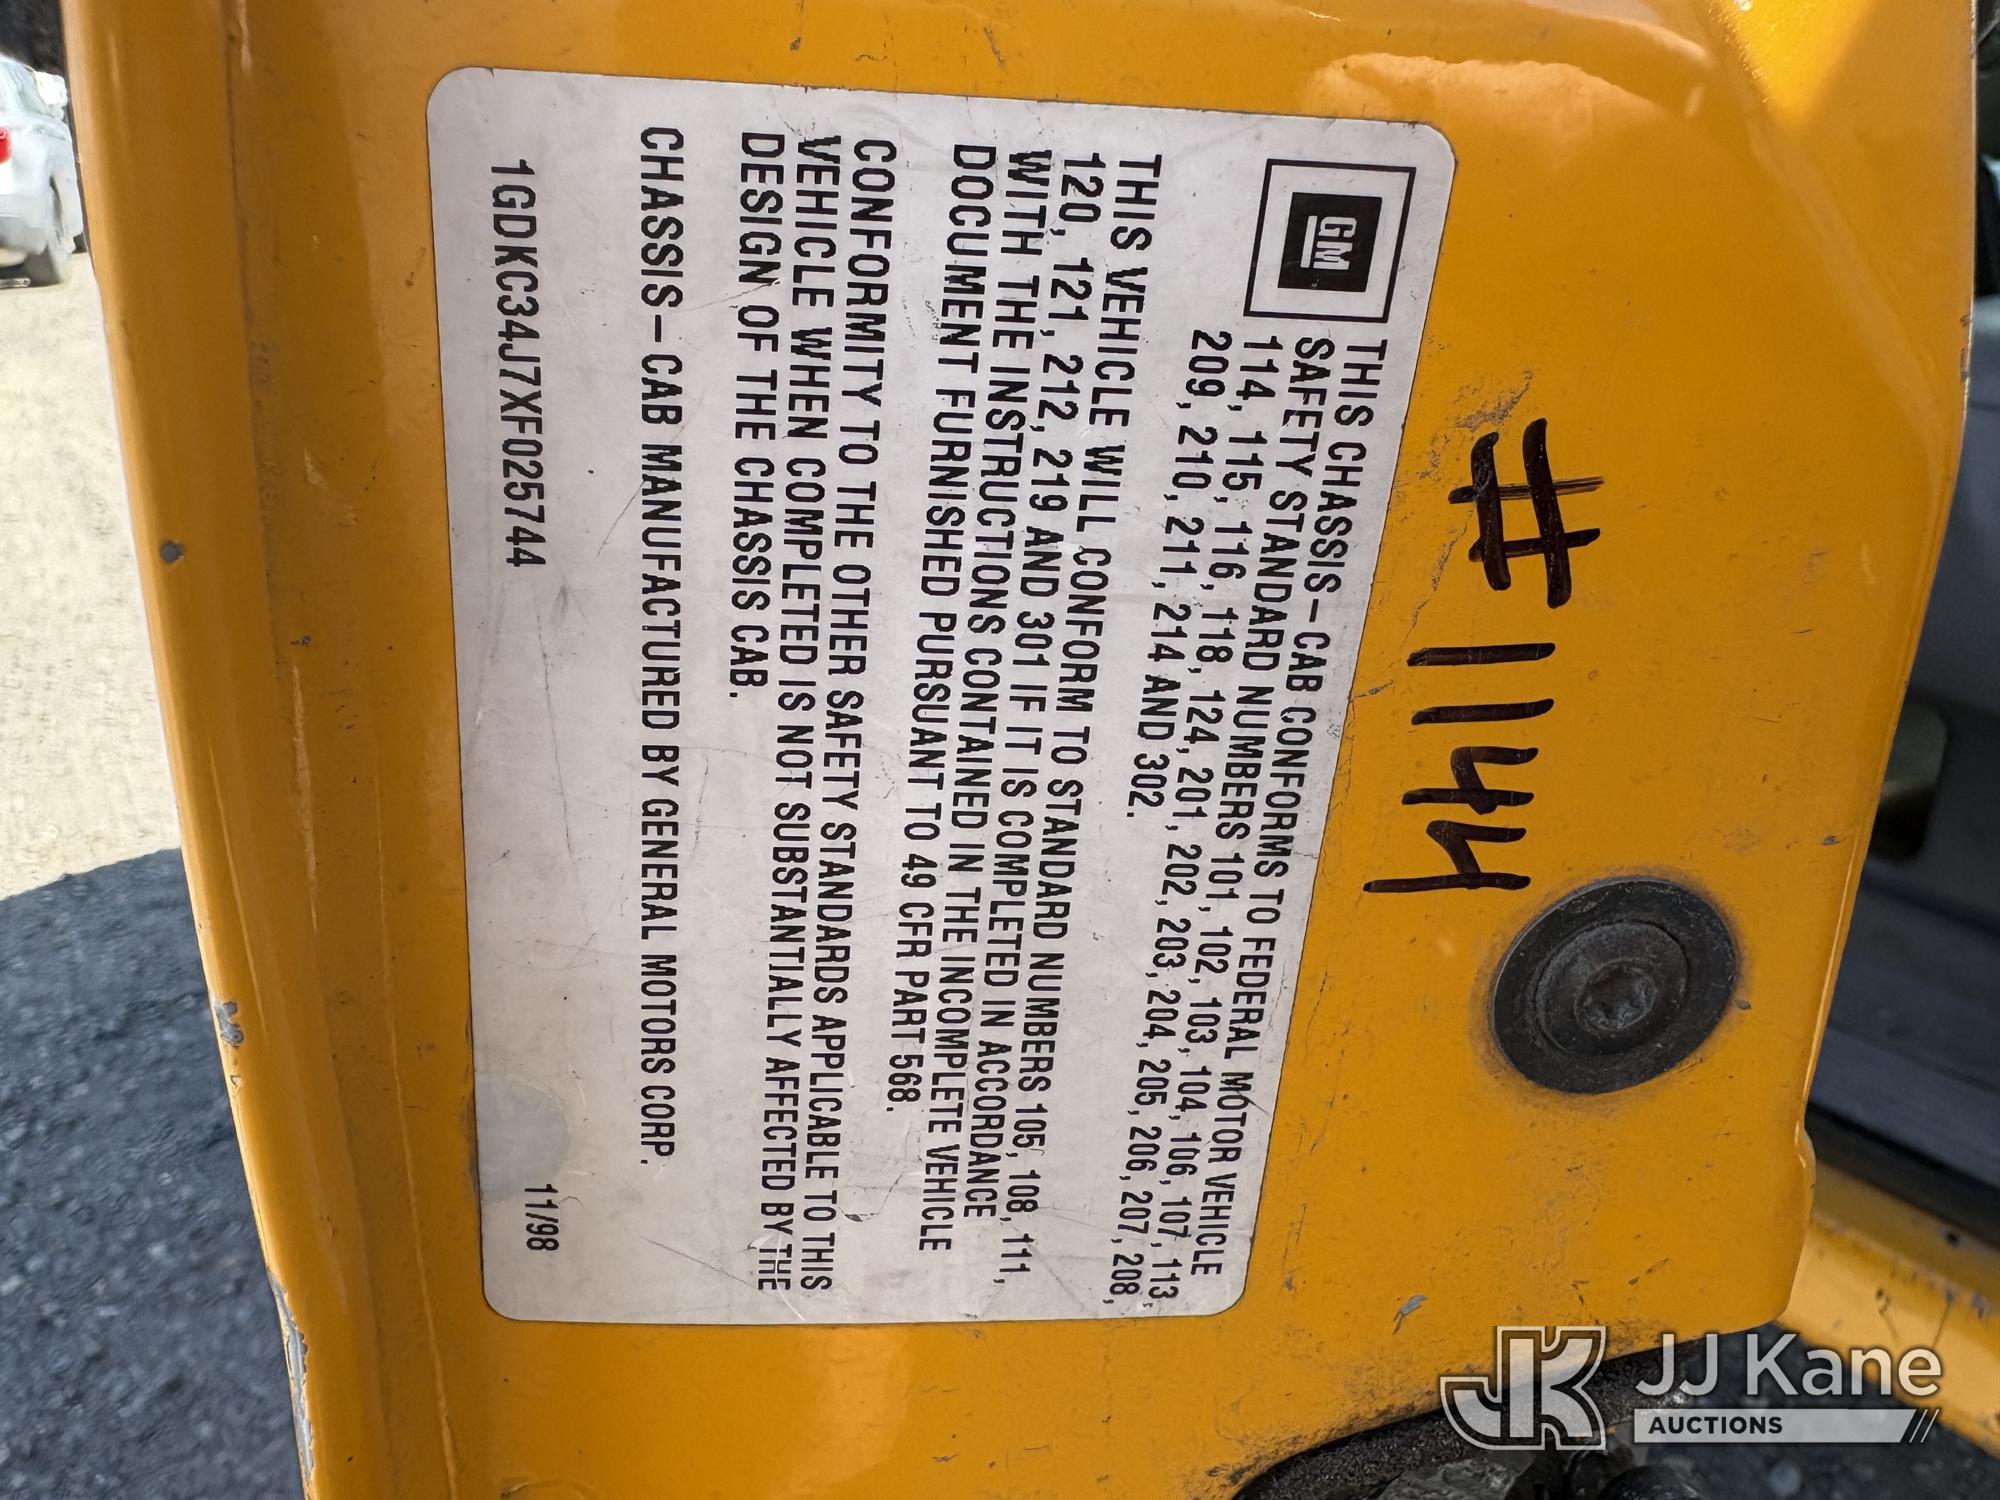 #1144
GM
THIS CHASSIS-CAB CONFORMS TO FEDERAL MOTOR VEHICLE
SAFETY STANDARD NUMBERS 101, 102, 103, 104, 106, 107, 113,
114, 115, 116, 118, 124, 201, 202, 203, 204, 205, 206, 207, 208,
209, 210, 211, 214 AND 302.
THIS VEHICLE WILL CONFORM TO STANDARD NUMBERS 105, 108, 111,
120, 121, 212, 219 AND 301 IF IT IS COMPLETED IN ACCORDANCE
WITH THE INSTRUCTIONS CONTAINED IN THE INCOMPLETE VEHICLE
DOCUMENT FURNISHED PURSUANT TO 49 CFR PART 568.
CONFORMITY TO THE OTHER SAFETY STANDARDS APPLICABLE TO THIS
VEHICLE WHEN COMPLETED IS NOT SUBSTANTIALLY AFFECTED BY THE
DESIGN OF THE CHASSIS CAB.
CHASSIS-CAB MANUFACTURED BY GENERAL MOTORS CORP.
1GDKC34J7XF025744 11/98
JK JJ Kane
AUCTIONS